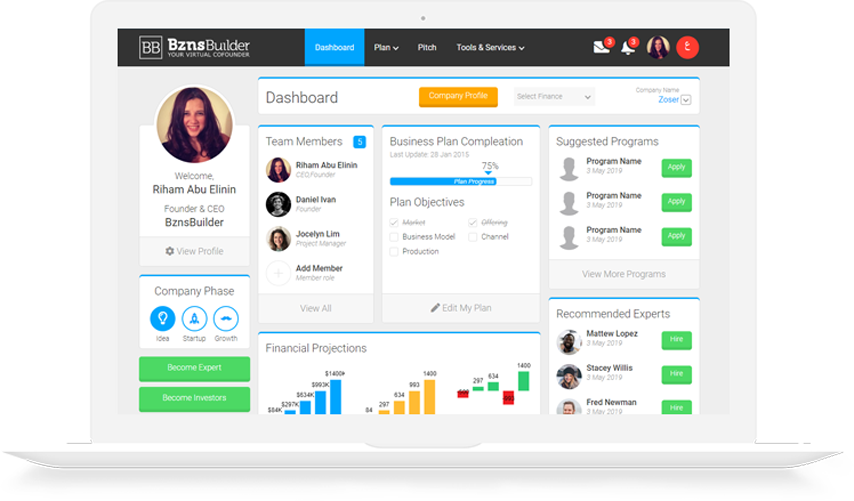 BB BznsBuilder
YOUR VIRTUAL COFOUNDER
Dashboard
Plan
Pitch
Tools & Services
3
3
ع
Welcome,
Riham Abu Elinin
Founder & CEO
BznsBuilder
View Profile
Company Phase
Idea
Startup
Growth
Become Expert
Become Investors
Dashboard
Company Profile
Select Finance
Company Name
Zoser
Team Members 5
Riham Abu Elinin
CEO,Founder
Daniel Ivan
Founder
Jocelyn Lim
Project Manager
Add Member
Member role
View All
Business Plan Compleation
Last Update: 28 Jan 2015
75%
Plan Progress
Plan Objectives
Market
Offering
Business Model
Channel
Production
Edit My Plan
Suggested Programs
Program Name
3 May 2019
Apply
Program Name
3 May 2019
Apply
Program Name
3 May 2019
Apply
View More Programs
Recommended Experts
Mattew Lopez
3 May 2019
Hire
Stacey Willis
3 May 2019
Hire
Fred Newman
3 May 2019
Hire
Financial Projections
$84K
$297K
$634K
$993K
$1400K
84
297
634
993
1400
297
634
1400